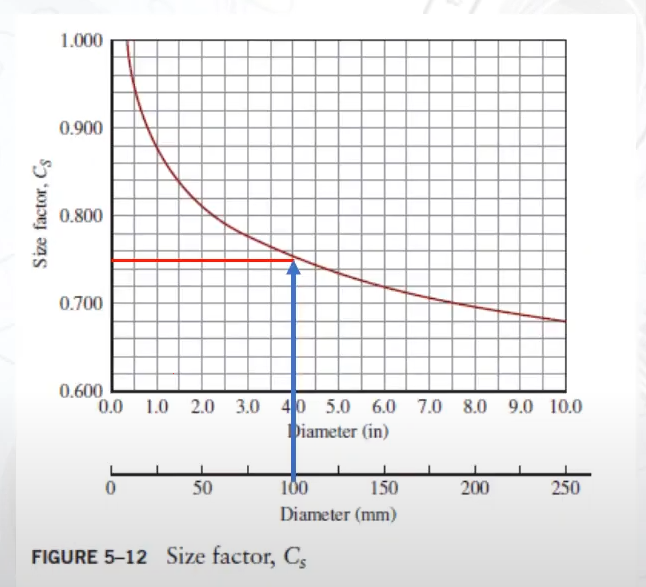 1.000
0.900
0.800
0.700
0.600
Size factor, Cs
0.0 1.0 2.0 3.0 4.0 5.0 6.0 7.0 8.0 9.0 10.0
Diameter (in)
0 50 100 150 200 250
Diameter (mm)
FIGURE 5–12 Size factor, Cs